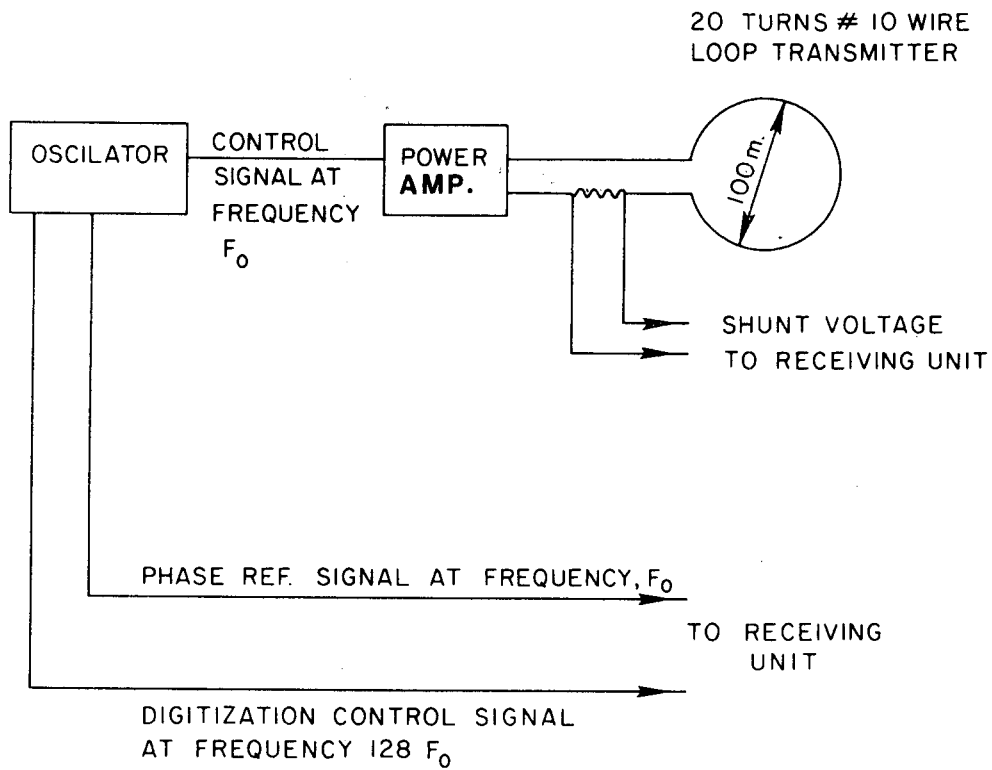 20 TURNS # 10 WIRE
LOOP TRANSMITTER
OSCILATOR
CONTROL
SIGNAL AT
FREQUENCY
F₀
POWER
AMP.
100 m.
SHUNT VOLTAGE
TO RECEIVING UNIT
PHASE REF. SIGNAL AT FREQUENCY, F₀
TO RECEIVING
UNIT
DIGITIZATION CONTROL SIGNAL
AT FREQUENCY 128 F₀